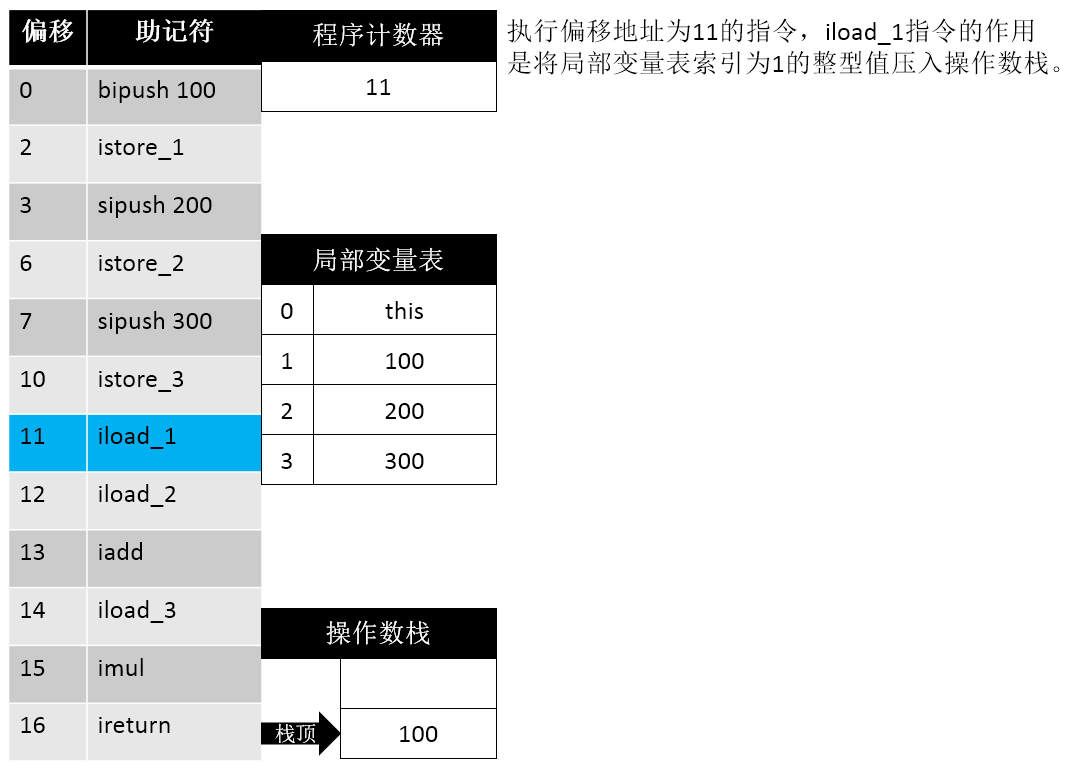 偏移 助记符
0 bipush 100
2 istore_1
3 sipush 200
6 istore_2
7 sipush 300
10 istore_3
11 iload_1
12 iload_2
13 iadd
14 iload_3
15 imul
16 ireturn
程序计数器
11
局部变量表
0 this
1 100
2 200
3 300
操作数栈
栈顶 100
执行偏移地址为11的指令，iload_1指令的作用
是将局部变量表索引为1的整型值压入操作数栈。